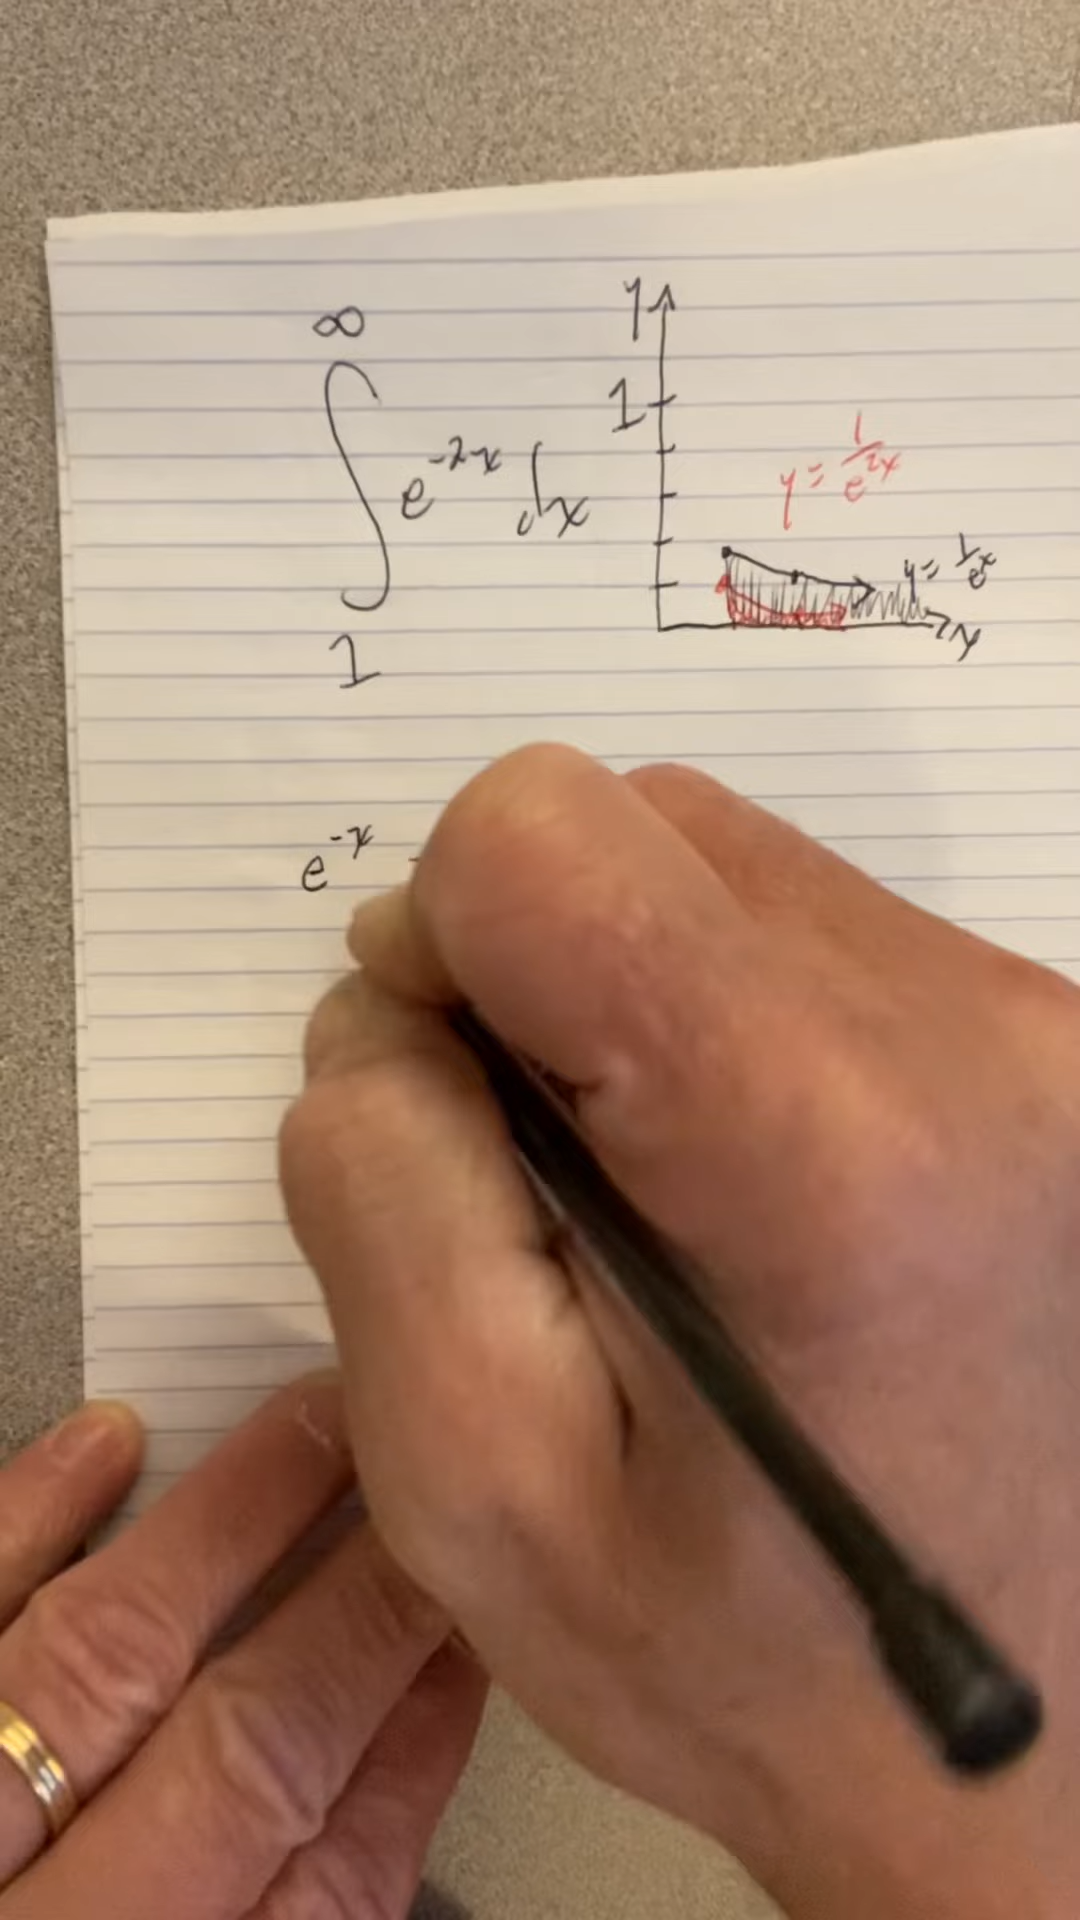 ∞
∫ e^{-2x} dx
1
y
1
y = 1/e^{2x}
y = 1/e^x
x
e^{-x}